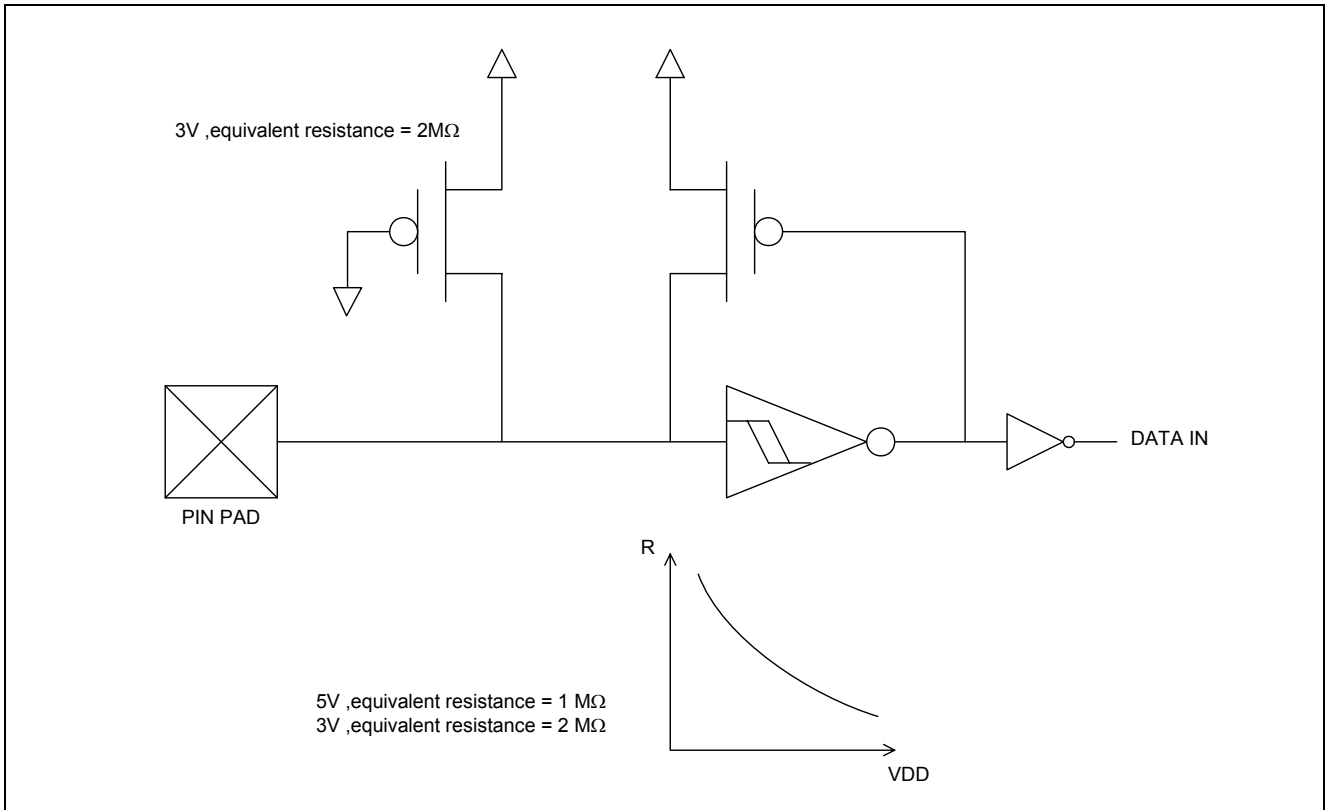 3V ,equivalent resistance = 2MΩ
DATA IN
PIN PAD
R
5V ,equivalent resistance = 1 MΩ
3V ,equivalent resistance = 2 MΩ
VDD